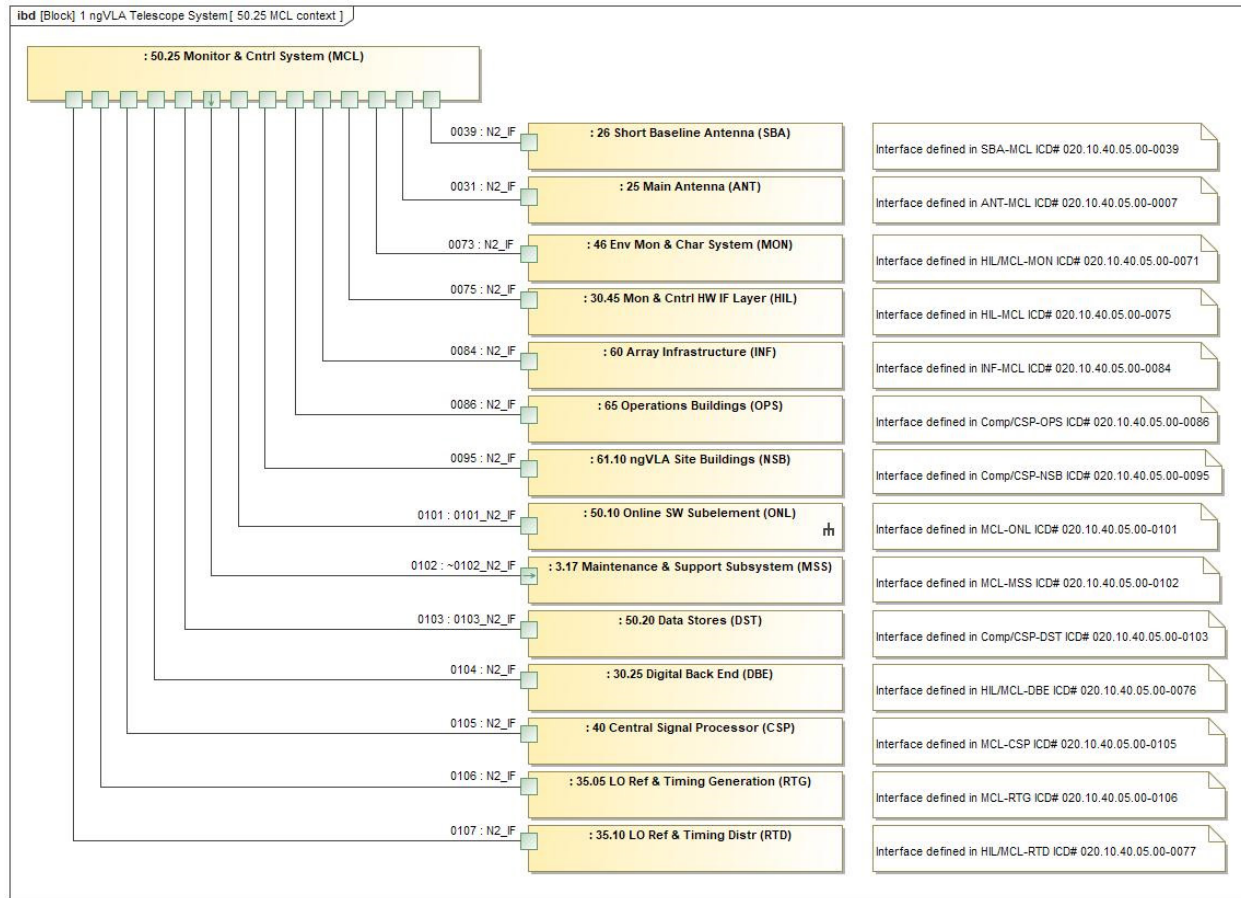 ibd [Block] 1 ngVLA Telescope System[ 50.25 MCL context ]
: 50.25 Monitor & Cntrl System (MCL)
0039 : N2_IF
: 26 Short Baseline Antenna (SBA)
Interface defined in SBA-MCL ICD# 020.10.40.05.00-0039
0031 : N2_IF
: 25 Main Antenna (ANT)
Interface defined in ANT-MCL ICD# 020.10.40.05.00-0007
0073 : N2_IF
: 46 Env Mon & Char System (MON)
Interface defined in HIL/MCL-MON ICD# 020.10.40.05.00-0071
0075 : N2_IF
: 30.45 Mon & Cntrl HW IF Layer (HIL)
Interface defined in HIL-MCL ICD# 020.10.40.05.00-0075
0084 : N2_IF
: 60 Array Infrastructure (INF)
Interface defined in INF-MCL ICD# 020.10.40.05.00-0084
0086 : N2_IF
: 65 Operations Buildings (OPS)
Interface defined in Comp/CSP-OPS ICD# 020.10.40.05.00-0086
0095 : N2_IF
: 61.10 ngVLA Site Buildings (NSB)
Interface defined in Comp/CSP-NSB ICD# 020.10.40.05.00-0095
0101 : 0101_N2_IF
: 50.10 Online SW Subelement (ONL)
Interface defined in MCL-ONL ICD# 020.10.40.05.00-0101
0102 : ~0102_N2_IF
: 3.17 Maintenance & Support Subsystem (MSS)
Interface defined in MCL-MSS ICD# 020.10.40.05.00-0102
0103 : 0103_N2_IF
: 50.20 Data Stores (DST)
Interface defined in Comp/CSP-DST ICD# 020.10.40.05.00-0103
0104 : N2_IF
: 30.25 Digital Back End (DBE)
Interface defined in HIL/MCL-DBE ICD# 020.10.40.05.00-0076
0105 : N2_IF
: 40 Central Signal Processor (CSP)
Interface defined in MCL-CSP ICD# 020.10.40.05.00-0105
0106 : N2_IF
: 35.05 LO Ref & Timing Generation (RTG)
Interface defined in MCL-RTG ICD# 020.10.40.05.00-0106
0107 : N2_IF
: 35.10 LO Ref & Timing Distr (RTD)
Interface defined in HIL/MCL-RTD ICD# 020.10.40.05.00-0077